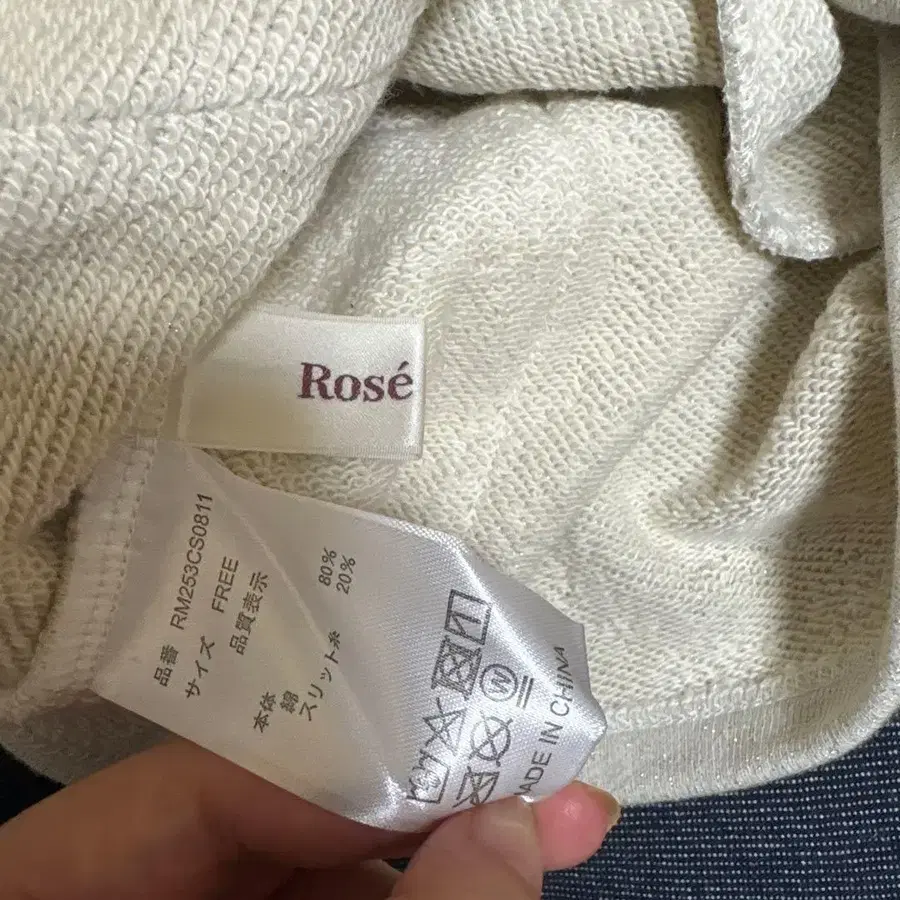 Rosé
品番 RM253CS0811
サイズ FREE
品質表示
本体 綿 80%
スリット糸 20%
W
MADE IN CHINA